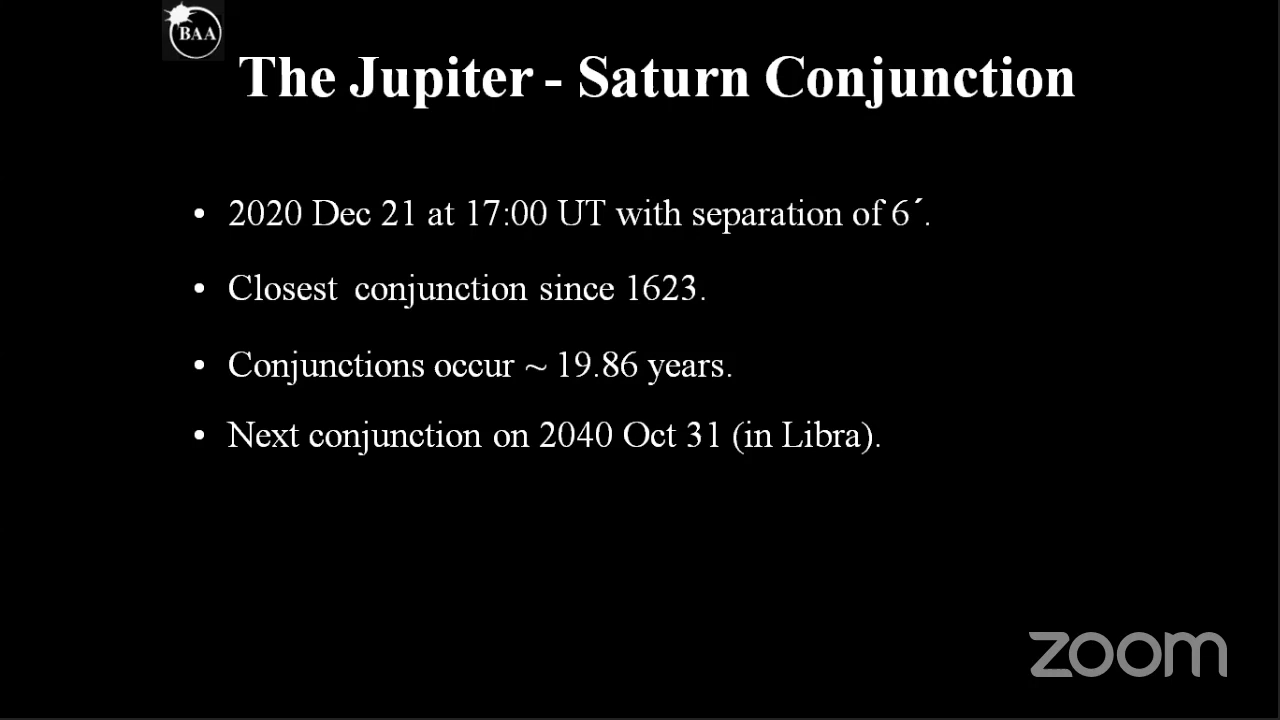 BAA
The Jupiter - Saturn Conjunction
• 2020 Dec 21 at 17:00 UT with separation of 6´.
• Closest conjunction since 1623.
• Conjunctions occur ~ 19.86 years.
• Next conjunction on 2040 Oct 31 (in Libra).
zoom